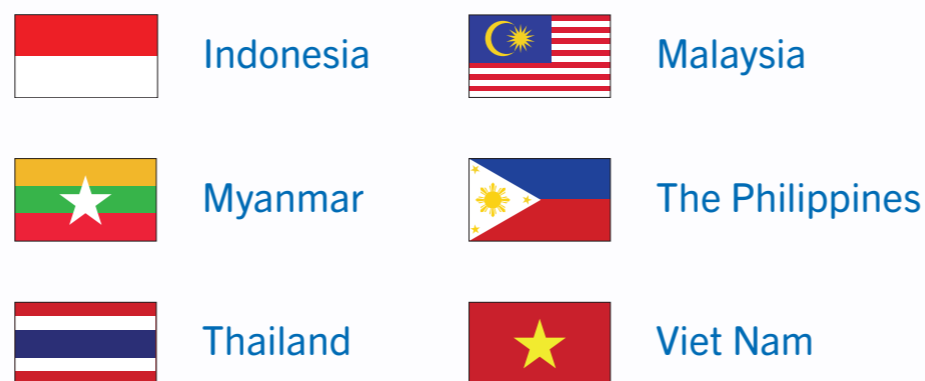 Indonesia
Malaysia
Myanmar
The Philippines
Thailand
Viet Nam